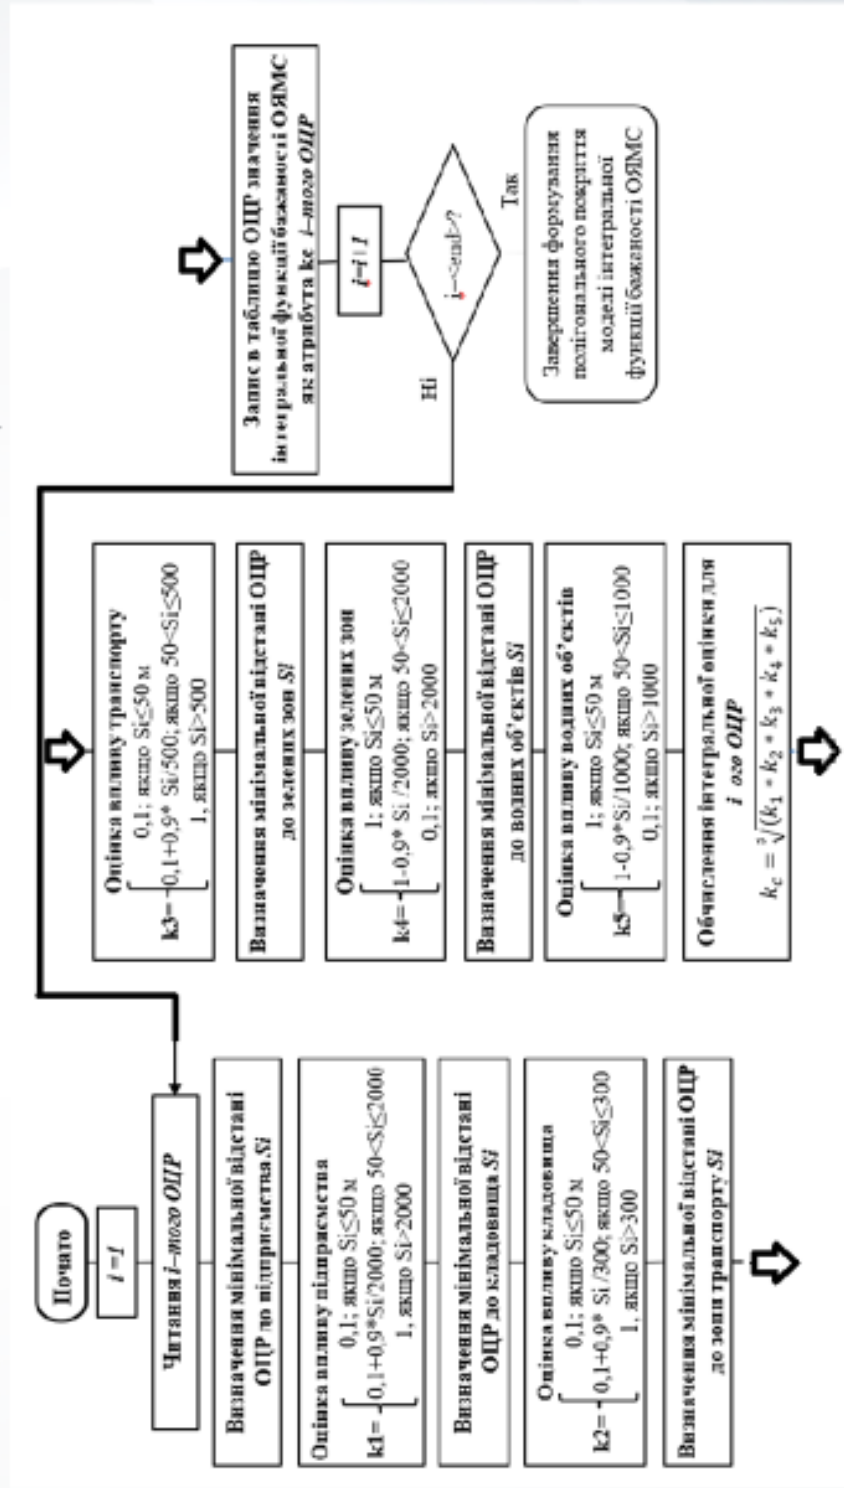 Почато
i =1
Читання i–того ОЦР
Визначення мінімальної відстані
ОЦР до підприємства Si
Оцінка впливу підприємства
0,1; якщо Si≤50 м
k1= 0,1+0,9*Si/2000; якщо 50<Si≤2000
1, якщо Si>2000
Визначення мінімальної відстані
ОЦР до кладовища Si
Оцінка впливу кладовища
0,1; якщо Si≤50 м
k2= 0,1+0,9* Si /300; якщо 50<Si≤300
1, якщо Si>300
Визначення мінімальної відстані ОЦР
до зони транспорту Si
Оцінка впливу транспорту
0,1; якщо Si≤50 м
k3= 0,1+0,9* Si/500; якщо 50<Si≤500
1, якщо Si>500
Визначення мінімальної відстані ОЦР
до зелених зон Si
Оцінка впливу зелених зон
1; якщо Si≤50 м
k4= 1-0,9* Si /2000; якщо 50<Si≤2000
0,1; якщо Si>2000
Визначення мінімальної відстані ОЦР
до водних об’єктів Si
Оцінка впливу водних об’єктів
1; якщо Si≤50 м
k5= 1-0,9*Si/1000; якщо 50<Si≤1000
0,1; якщо Si>1000
Обчислення інтегральної оцінки для
i ого ОЦР
kc = ⁵√(k1 * k2 * k3 * k4 * k5)
Запис в таблицю ОЦР значення
інтегральної функції бажаності ОЯМС
як атрибута kc i–того ОЦР
i=i+1
i=<end>?
Ні
Так
Завершення формування
полігонального покриття
моделі інтегральної
функції бажаності ОЯМС